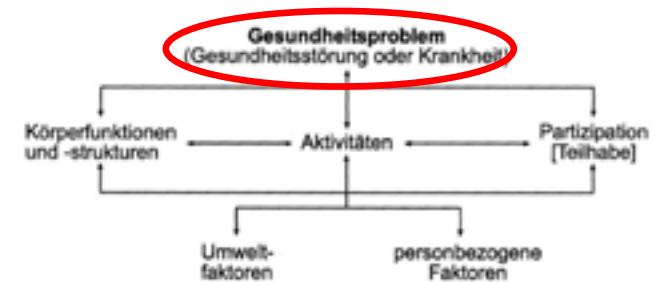 Gesundheitsproblem
(Gesundheitsstörung oder Krankheit)
Körperfunktionen
und -strukturen
Aktivitäten
Partizipation
[Teilhabe]
Umwelt-
faktoren
personbezogene
Faktoren